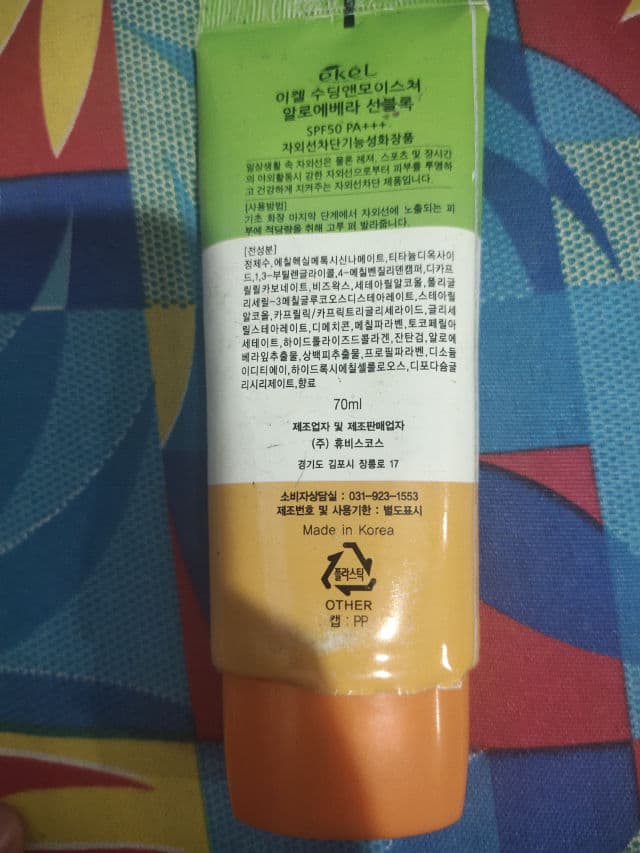 eKeL
이켈 수딩앤모이스쳐
알로에베라 선블록
SPF50 PA+++
자외선차단기능성화장품
일상생활 속 자외선은 물론 레져, 스포츠 및 장시간
의 야외활동시 강한 자외선으로부터 피부를 투명하
고 건강하게 지켜주는 자외선차단 제품입니다.
[사용방법]
기초 화장 마지막 단계에서 자외선에 노출되는 피
부에 적당량을 취해 고루 펴 발라줍니다.
[전성분]
정제수,에칠헥실메톡시신나메이트,티타늄디옥사이
드,1,3-부틸렌글라이콜,4-메칠벤질리덴캠퍼,디카프
릴릴카보네이트,비즈왁스,세테아릴알코올,폴리글
리세릴-3메칠글루코오스디스테아레이트,스테아릴
알코올,카프릴릭/카프릭트리글리세라이드,글리세
릴스테아레이트,디메치콘,메칠파라벤,토코페릴아
세테이트,하이드롤라이즈드콜라겐,잔탄검,알로에
베라잎추출물,상백피추출물,프로필파라벤,디소듐
이디티에이,하이드록시에칠셀룰로오스,디포타슘글
리시리제이트,향료
70ml
제조업자 및 제조판매업자
(주) 휴비스코스
경기도 김포시 장릉로 17
소비자상담실 : 031-923-1553
제조번호 및 사용기한 : 별도표시
Made in Korea
플라스틱
OTHER
캡 : PP